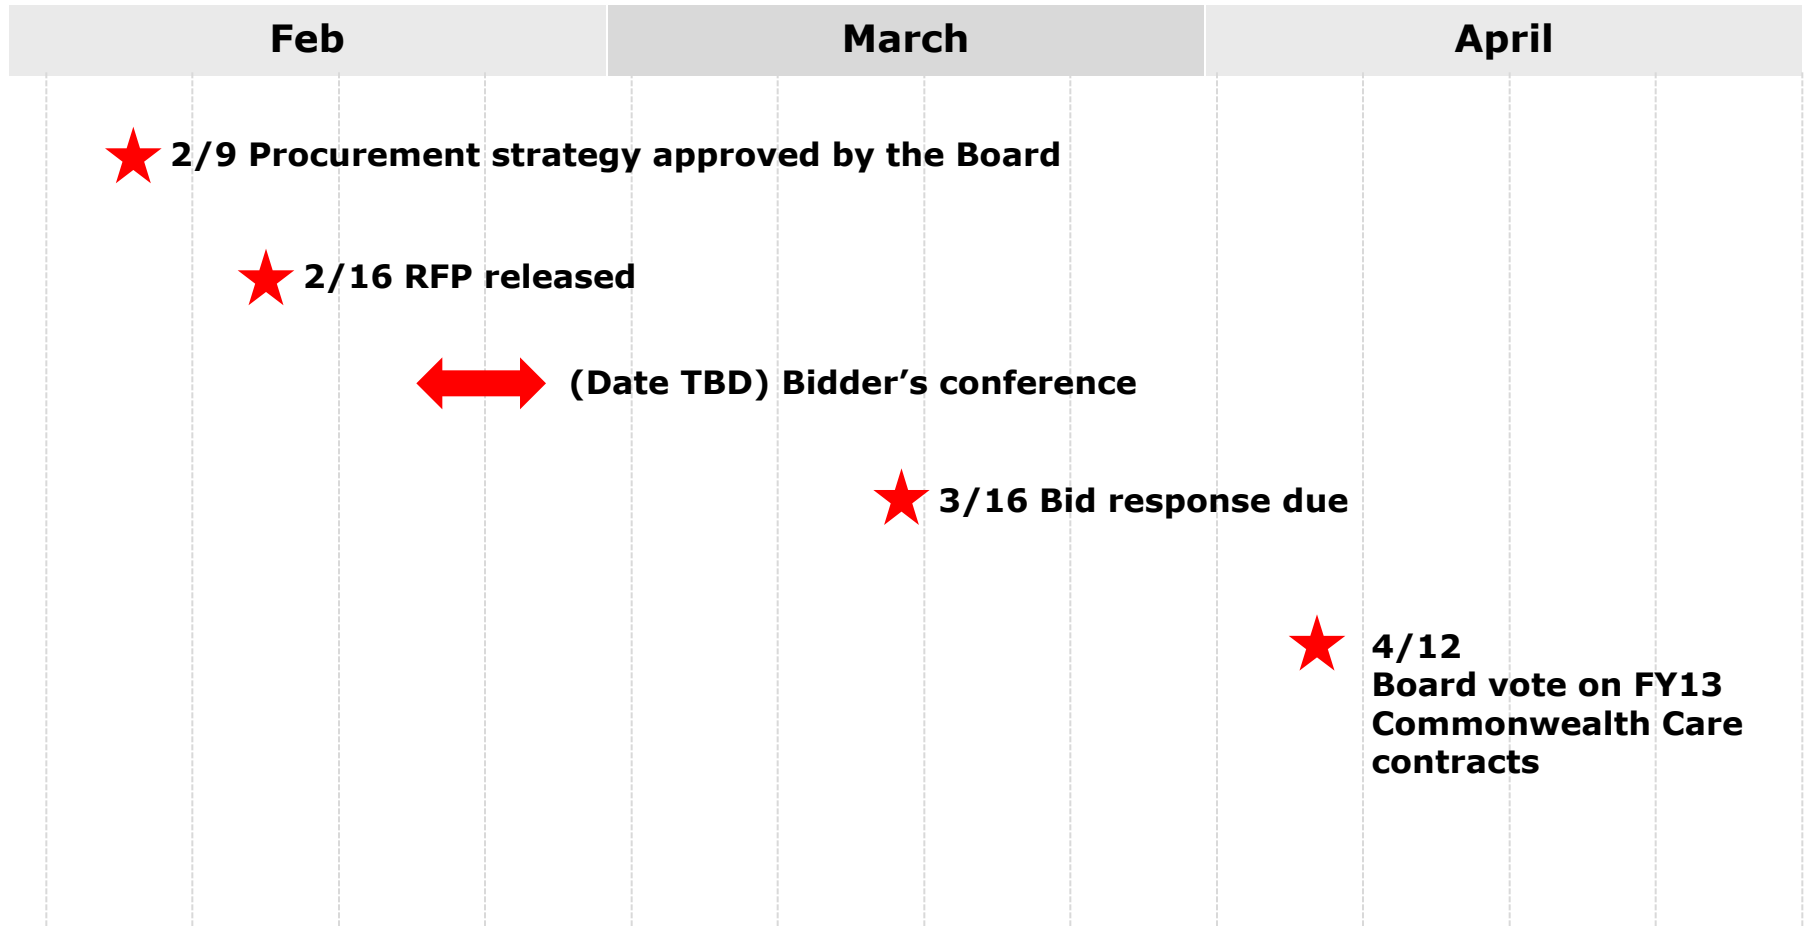 Feb
March
April
2/9 Procurement strategy approved by the Board
2/16 RFP released
(Date TBD) Bidder’s conference
3/16 Bid response due
4/12
Board vote on FY13
Commonwealth Care
contracts